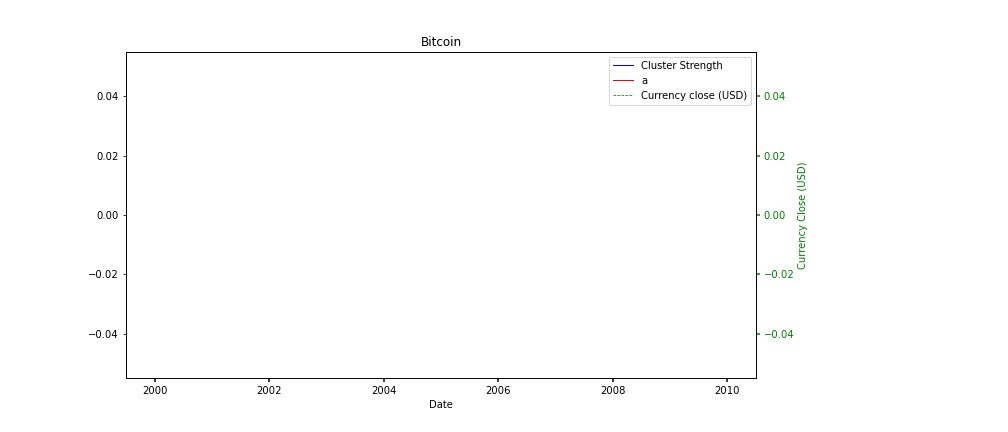 Bitcoin
Cluster Strength
a
Currency close (USD)
0.04
0.02
0.00
−0.02
−0.04
0.04
0.02
0.00
−0.02
−0.04
Currency Close (USD)
2000 2002 2004 2006 2008 2010
Date